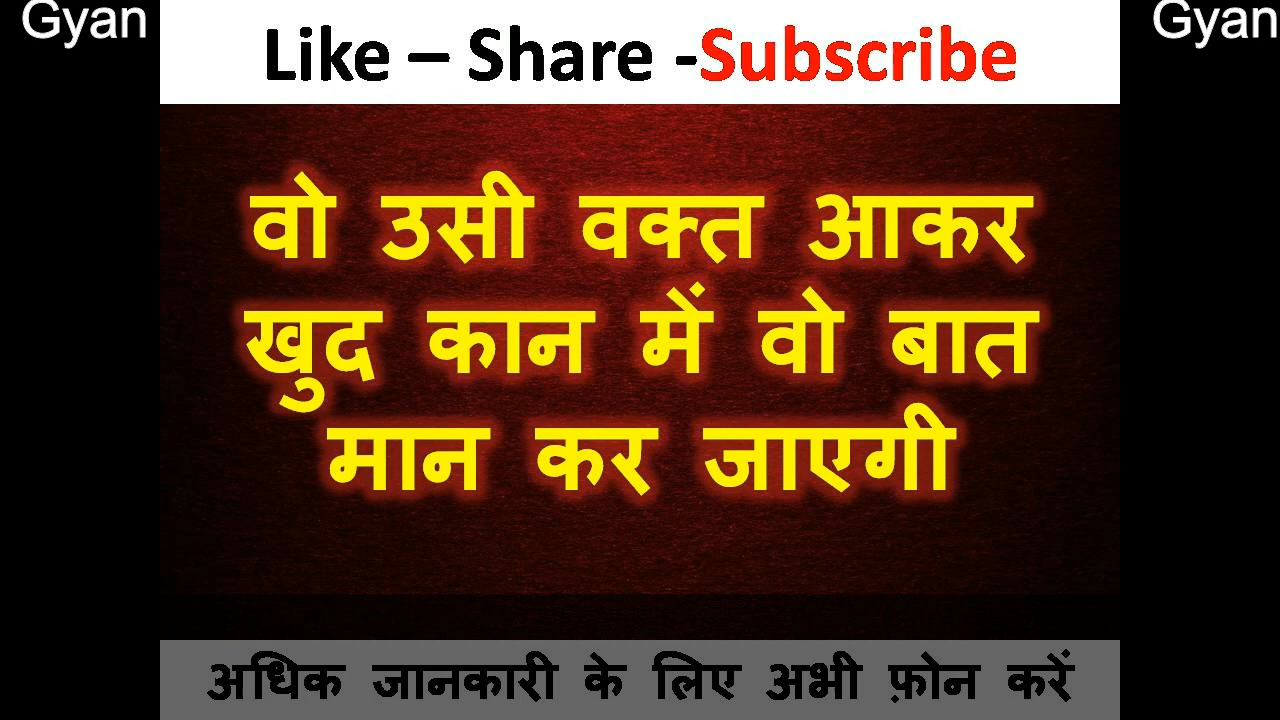 Gyan
Gyan
Like – Share -Subscribe
वो उसी वक्त आकर
खुद कान में वो बात
मान कर जाएगी
अधिक जानकारी के लिए अभी फ़ोन करें